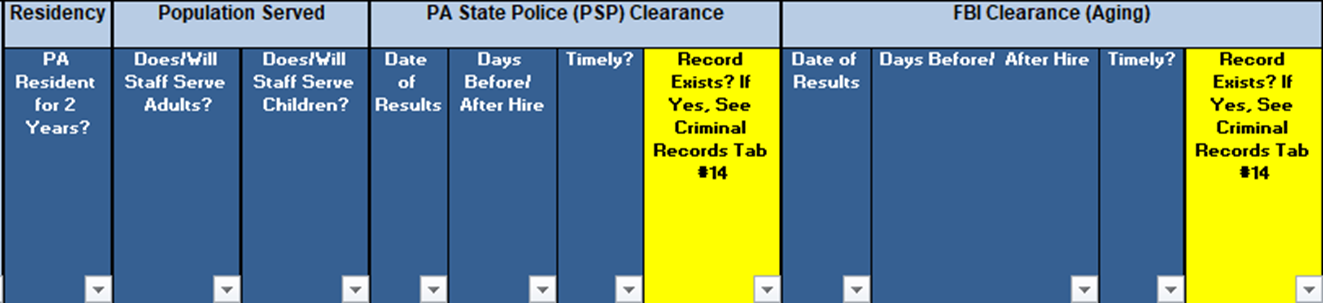 Residency
Population Served
PA State Police (PSP) Clearance
FBI Clearance (Aging)
PA
Resident
for 2
Years?
Does/Will
Staff Serve
Adults?
Does/Will
Staff Serve
Children?
Date
of
Results
Days
Before/
After Hire
Timely?
Record
Exists? If
Yes, See
Criminal
Records Tab
#14
Date of
Results
Days Before/ After Hire
Timely?
Record
Exists? If
Yes, See
Criminal
Records Tab
#14